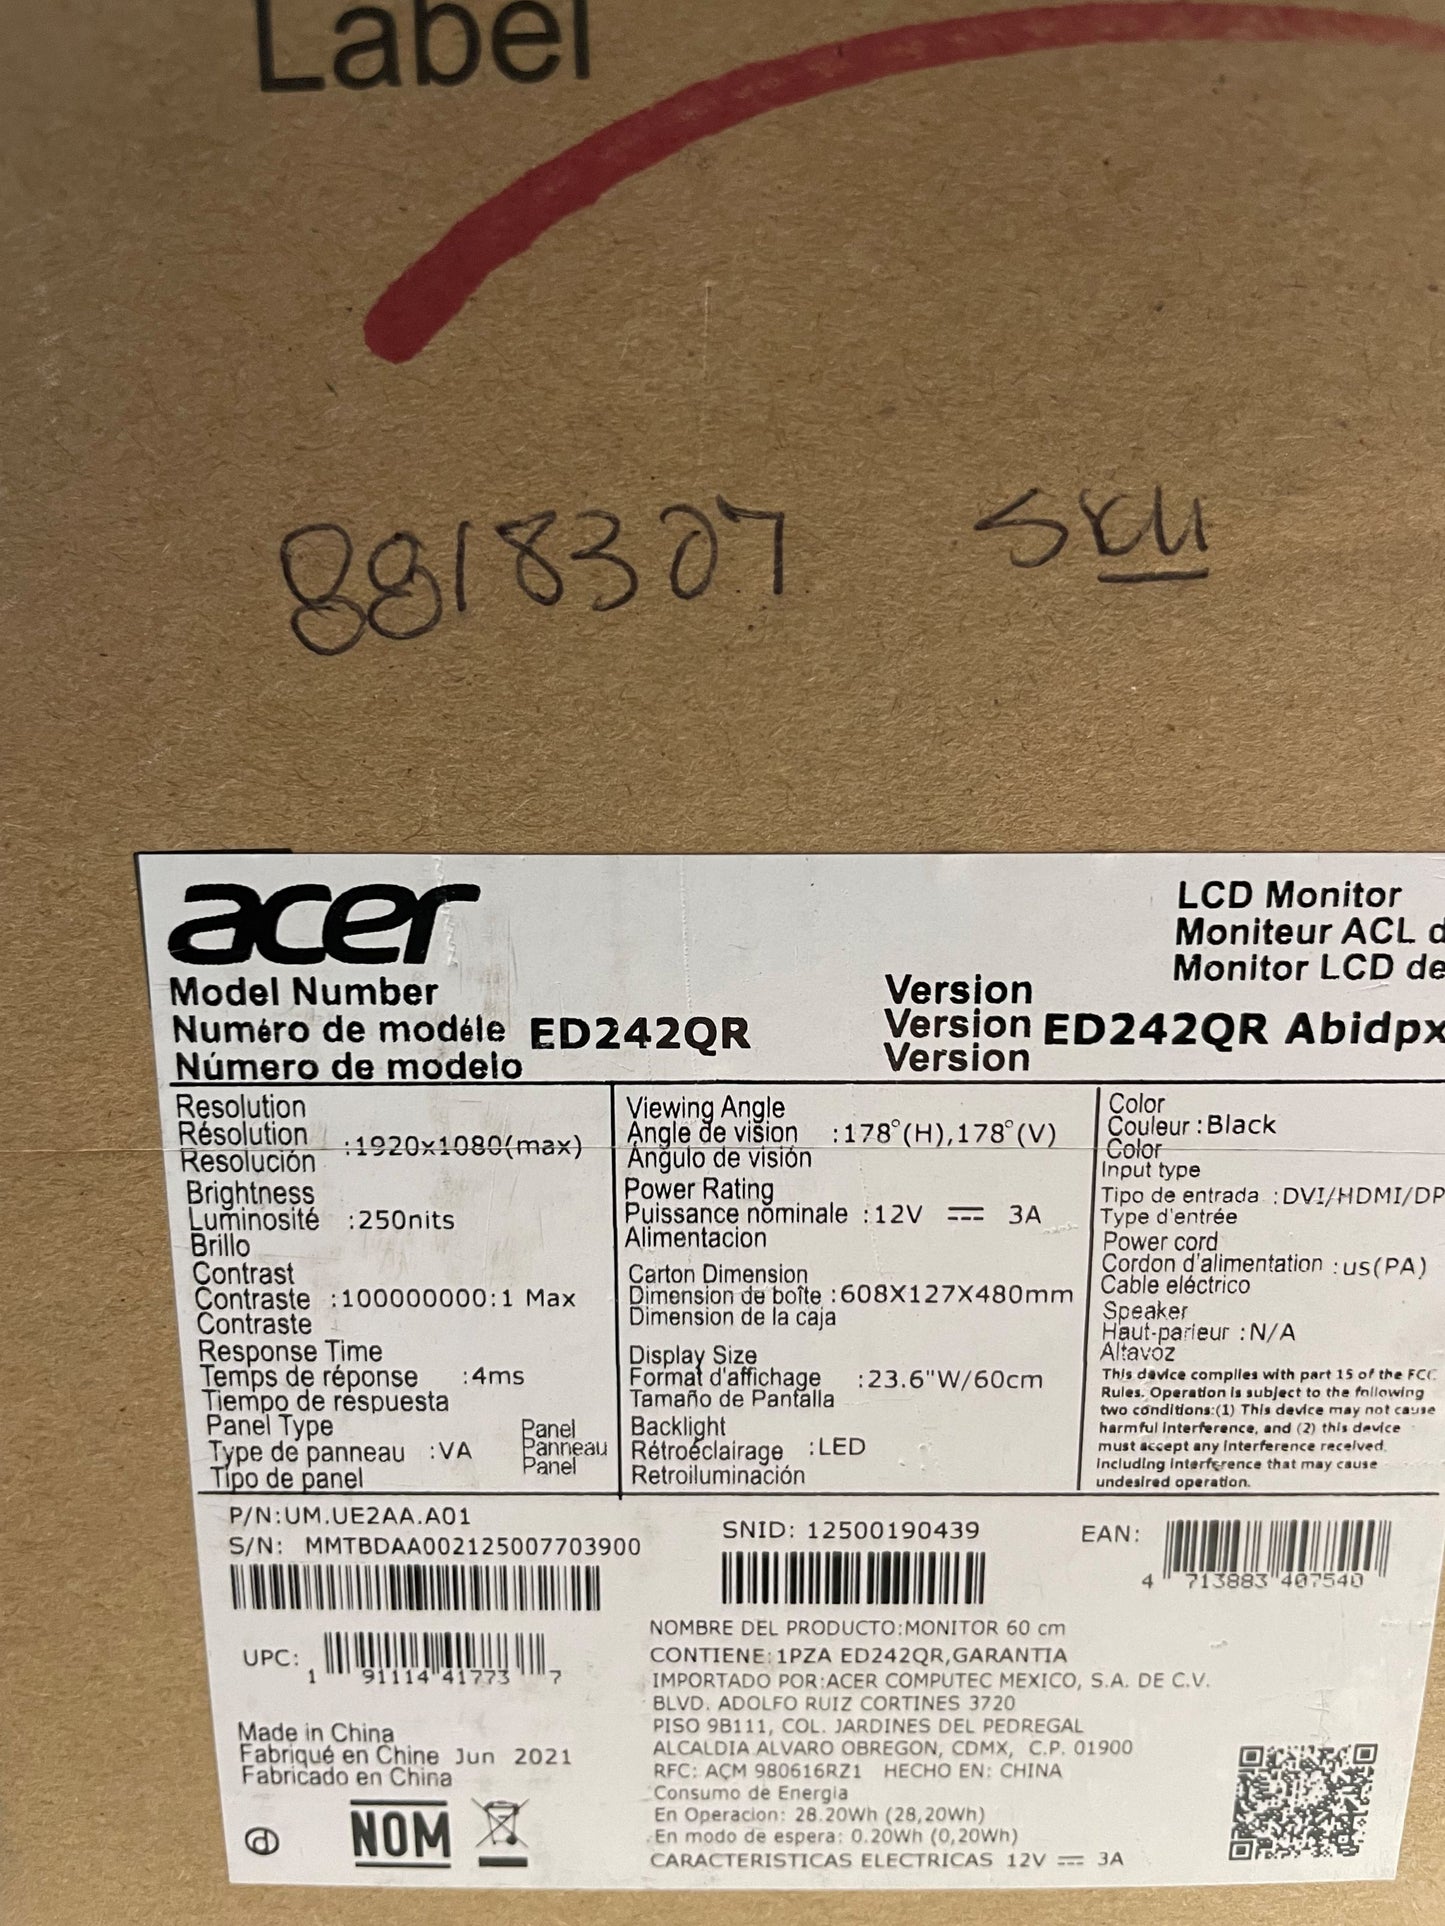 Label
8818307 SKU
acer
LCD Monitor
Moniteur ACL d
Monitor LCD de
Model Number
Numéro de modéle ED242QR
Número de modelo
Version
Version ED242QR Abidpx
Version
Resolution
Résolution :1920x1080(max)
Resolución
Brightness
Luminosité :250nits
Brillo
Contrast
Contraste :100000000:1 Max
Contraste
Response Time
Temps de réponse :4ms
Tiempo de respuesta
Panel Type Panel
Type de panneau :VA Panneau
Tipo de panel Panel
Viewing Angle
Angle de vision :178°(H),178°(V)
Ángulo de visión
Power Rating
Puissance nominale :12V ⎓ 3A
Alimentacion
Carton Dimension
Dimension de boîte :608X127X480mm
Dimension de la caja
Display Size
Format d'affichage :23.6"W/60cm
Tamaño de Pantalla
Backlight
Rétroéclairage :LED
Retroiluminación
Color
Couleur :Black
Color
Input type
Tipo de entrada :DVI/HDMI/DP
Type d'entrée
Power cord
Cordon d'alimentation :us(PA)
Cable eléctrico
Speaker
Haut-parleur :N/A
Altavoz
This device complies with part 15 of the FCC
Rules. Operation is subject to the following
two conditions:(1) This device may not cause
harmful interference, and (2) this device
must accept any interference received,
including interference that may cause
undesired operation.
P/N:UM.UE2AA.A01
S/N: MMTBDAA002125007703900
SNID: 12500190439
EAN:
4 713883 407540
UPC:
1 91114 41773 7
Made in China
Fabriqué en Chine Jun 2021
Fabricado en China
NOM
NOMBRE DEL PRODUCTO:MONITOR 60 cm
CONTIENE:1PZA ED242QR,GARANTIA
IMPORTADO POR:ACER COMPUTEC MEXICO, S.A. DE C.V.
BLVD. ADOLFO RUIZ CORTINES 3720
PISO 9B111, COL. JARDINES DEL PEDREGAL
ALCALDIA ALVARO OBREGON, CDMX, C.P. 01900
RFC: ACM 980616RZ1 HECHO EN: CHINA
Consumo de Energia
En Operacion: 28.20Wh (28,20Wh)
En modo de espera: 0.20Wh (0,20Wh)
CARACTERISTICAS ELECTRICAS 12V ⎓ 3A